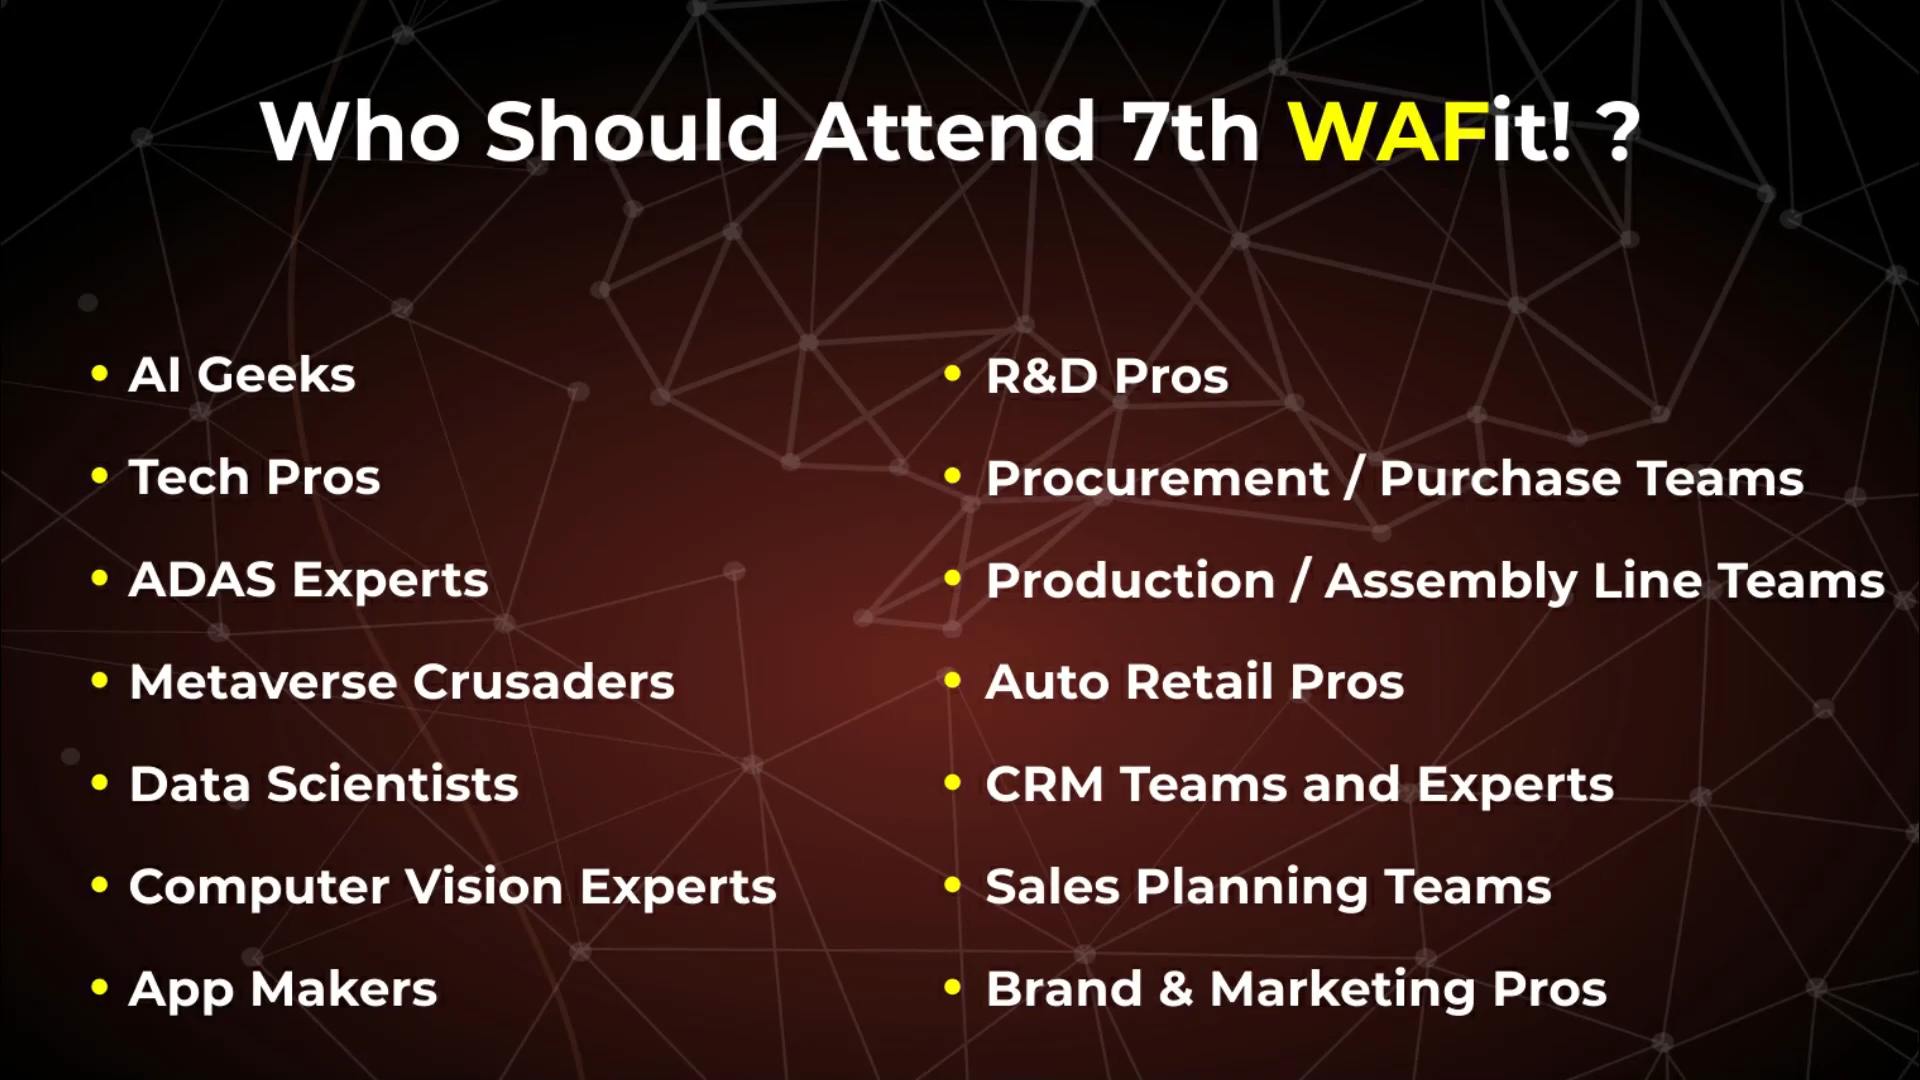 Who Should Attend 7th WAFit! ?
• AI Geeks
• Tech Pros
• ADAS Experts
• Metaverse Crusaders
• Data Scientists
• Computer Vision Experts
• App Makers
• R&D Pros
• Procurement / Purchase Teams
• Production / Assembly Line Teams
• Auto Retail Pros
• CRM Teams and Experts
• Sales Planning Teams
• Brand & Marketing Pros